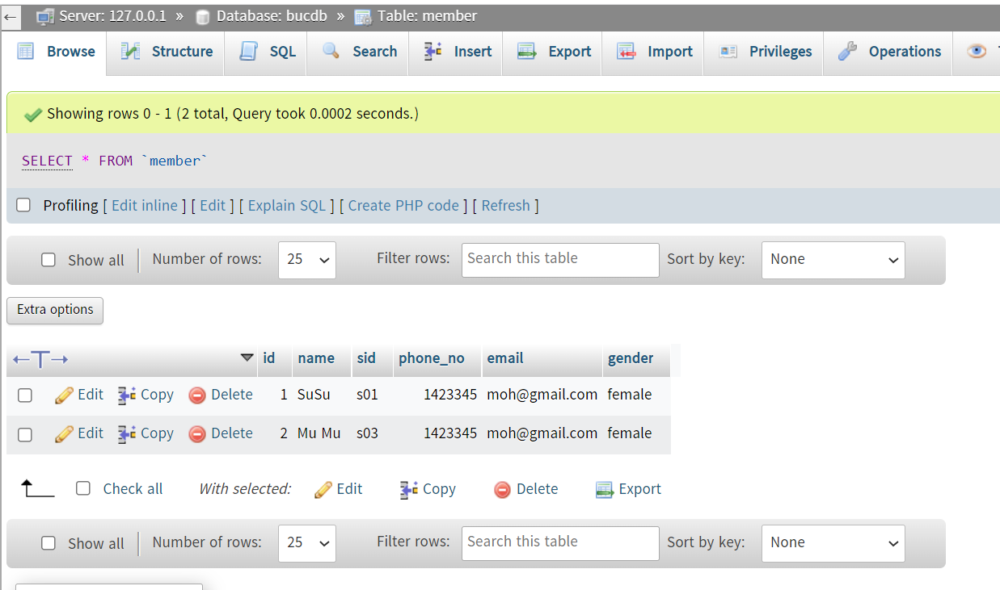 ← Server: 127.0.0.1 » Database: bucdb » Table: member
Browse Structure SQL Search Insert Export Import Privileges Operations
Showing rows 0 - 1 (2 total, Query took 0.0002 seconds.)
SELECT * FROM `member`
Profiling [ Edit inline ] [ Edit ] [ Explain SQL ] [ Create PHP code ] [ Refresh ]
Show all Number of rows: 25 Filter rows: Search this table Sort by key: None
Extra options
←T→ id name sid phone_no email gender
Edit Copy Delete 1 SuSu s01 1423345 moh@gmail.com female
Edit Copy Delete 2 Mu Mu s03 1423345 moh@gmail.com female
Check all With selected: Edit Copy Delete Export
Show all Number of rows: 25 Filter rows: Search this table Sort by key: None